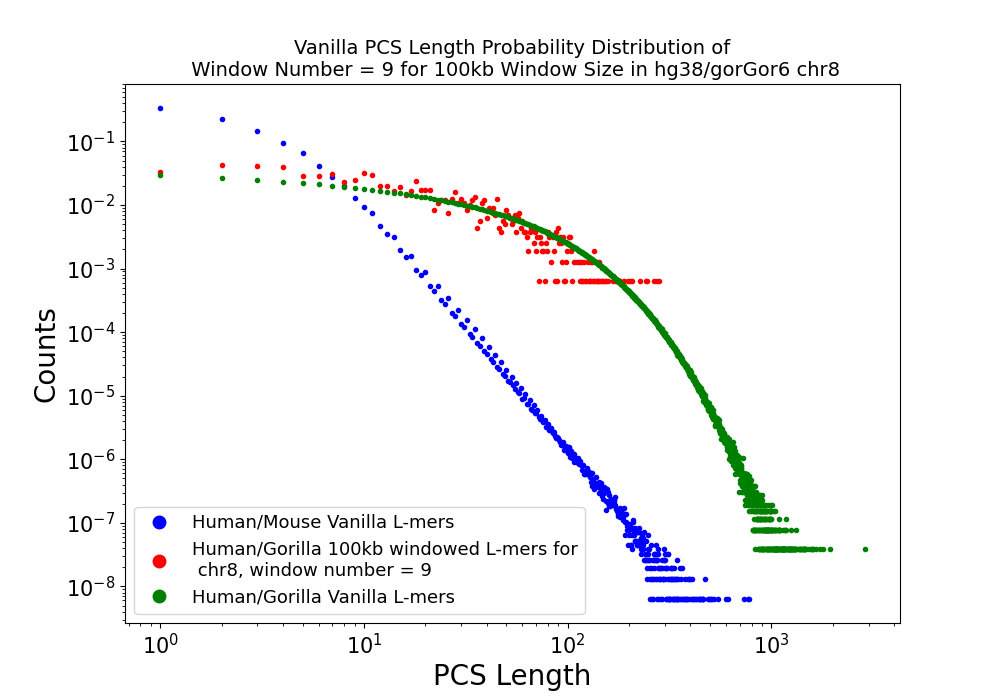 Vanilla PCS Length Probability Distribution of
Window Number = 9 for 100kb Window Size in hg38/gorGor6 chr8
Counts
10⁻¹
10⁻²
10⁻³
10⁻⁴
10⁻⁵
10⁻⁶
10⁻⁷
10⁻⁸
Human/Mouse Vanilla L-mers
Human/Gorilla 100kb windowed L-mers for
chr8, window number = 9
Human/Gorilla Vanilla L-mers
10⁰ 10¹ 10² 10³
PCS Length